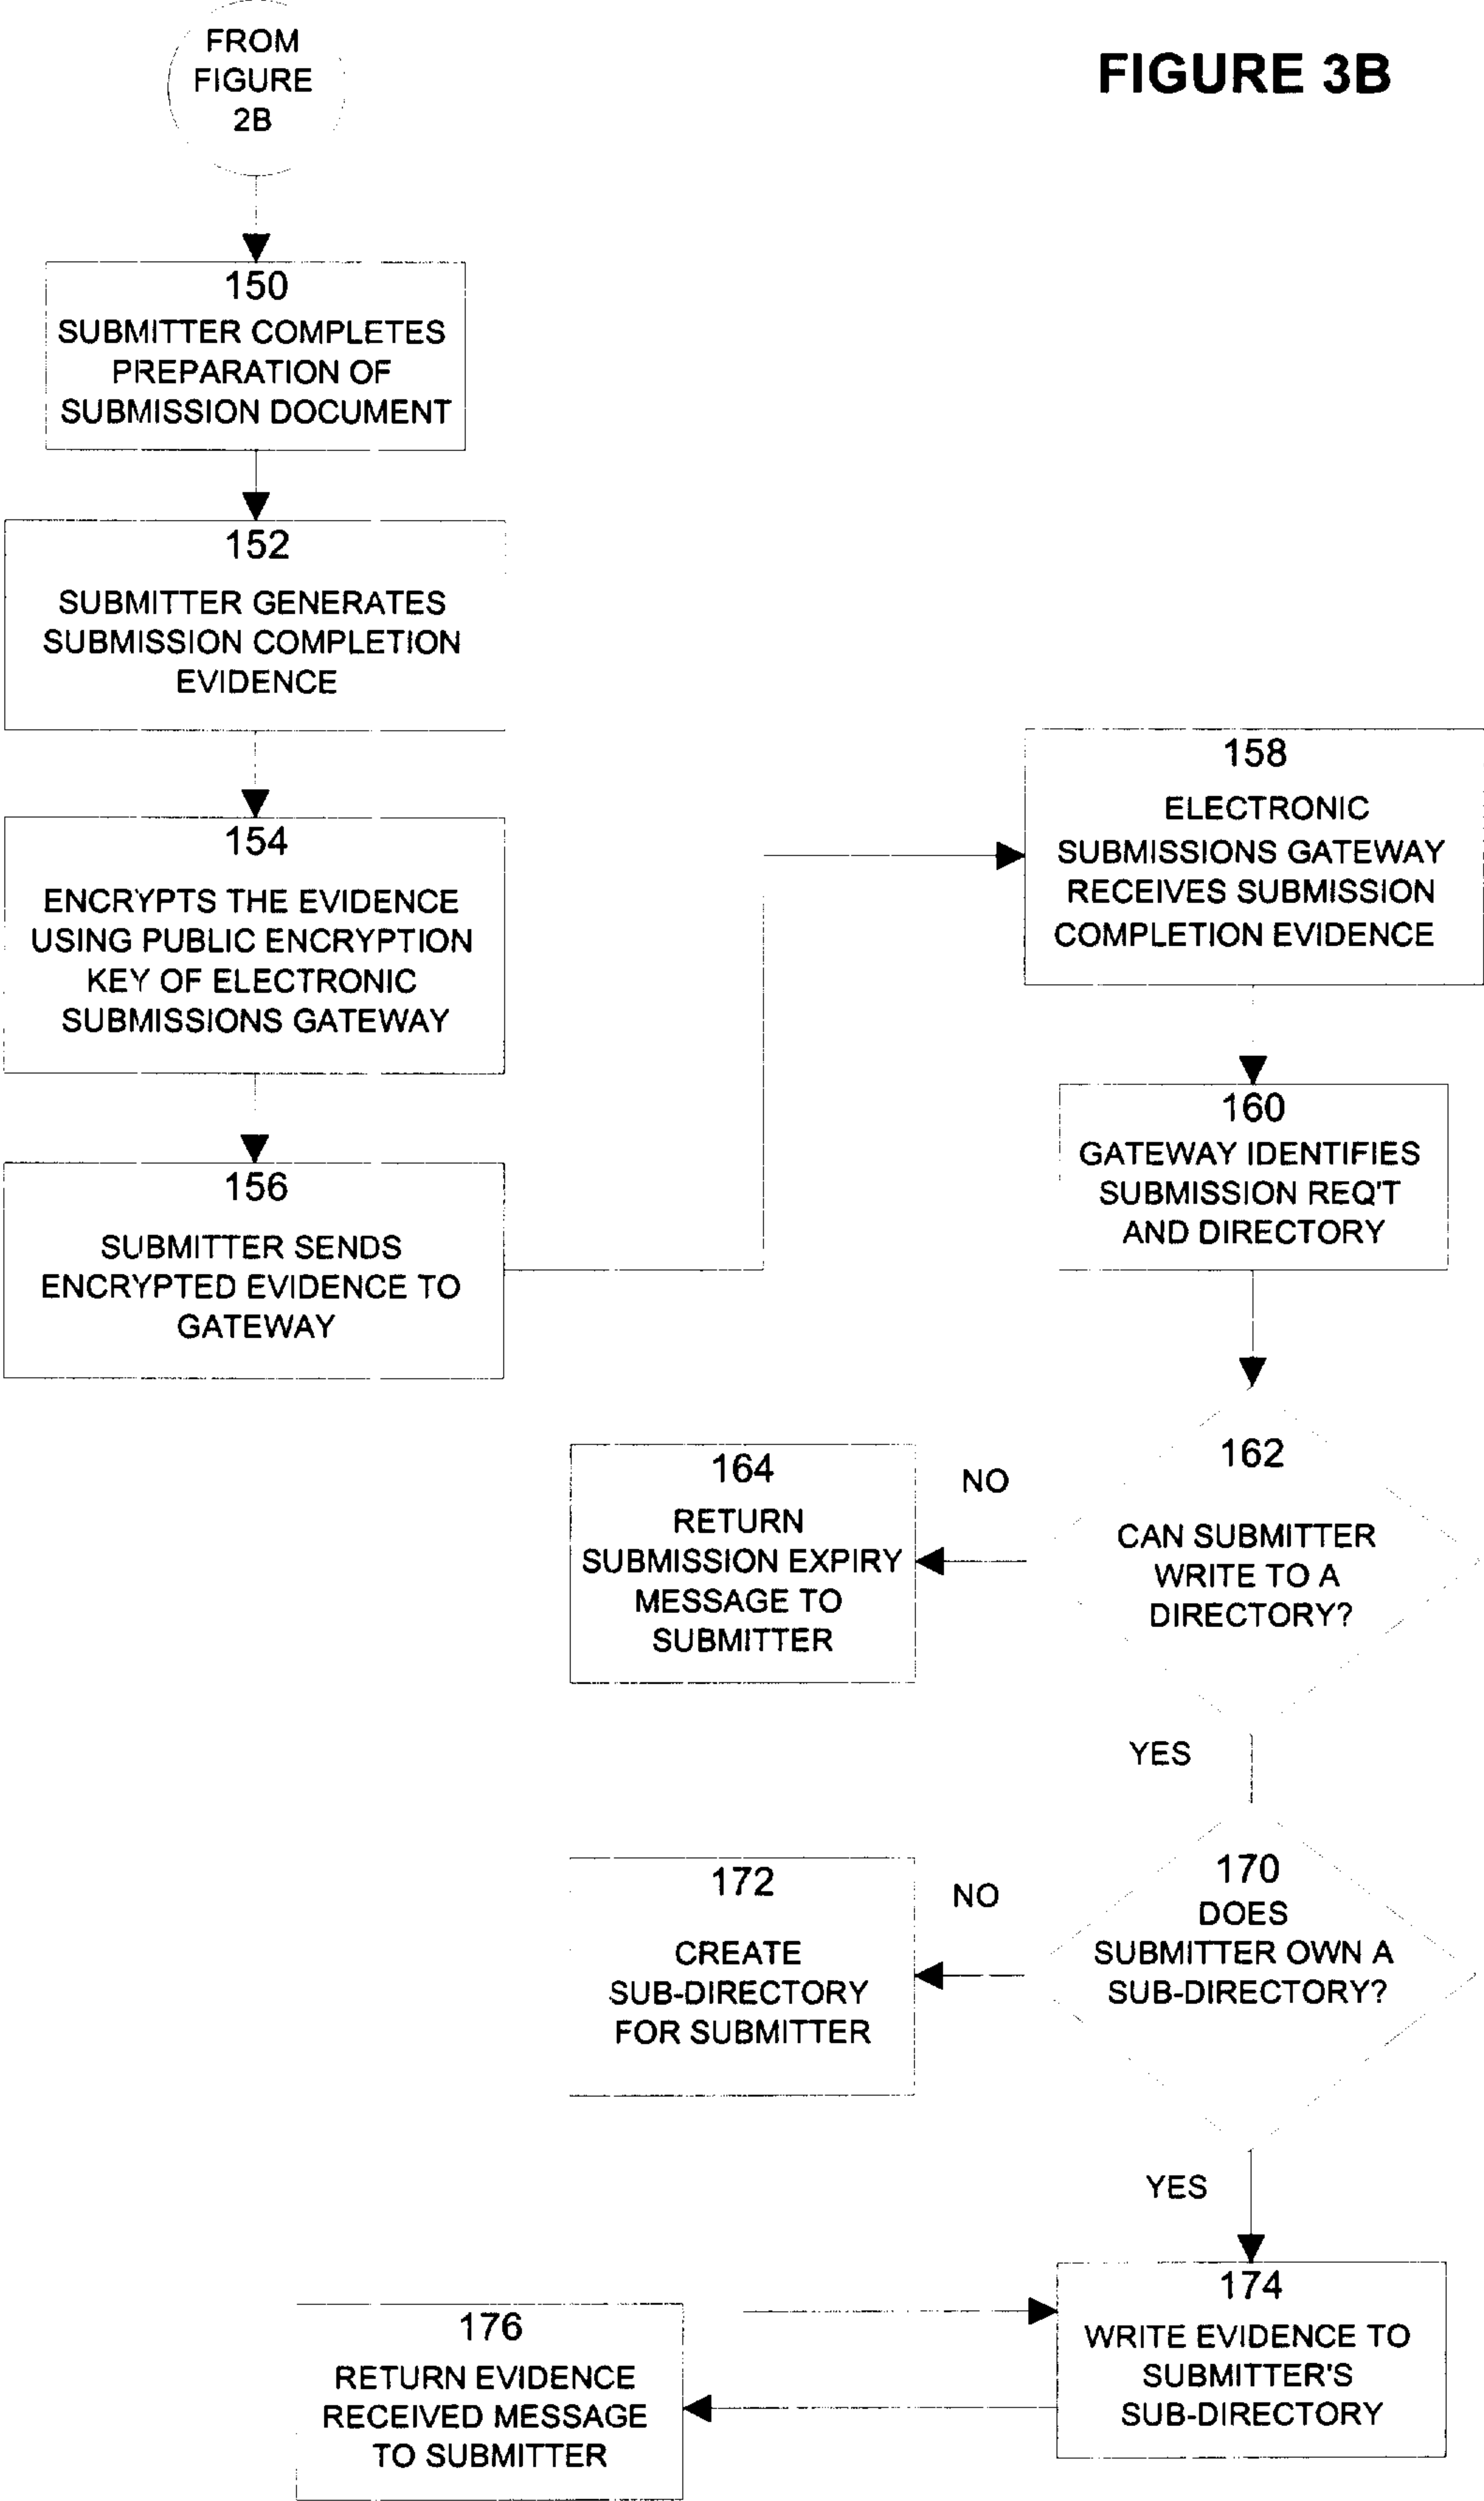 FROM
FIGURE
2B
FIGURE 3B
150
SUBMITTER COMPLETES
PREPARATION OF
SUBMISSION DOCUMENT
152
SUBMITTER GENERATES
SUBMISSION COMPLETION
EVIDENCE
154
ENCRYPTS THE EVIDENCE
USING PUBLIC ENCRYPTION
KEY OF ELECTRONIC
SUBMISSIONS GATEWAY
156
SUBMITTER SENDS
ENCRYPTED EVIDENCE TO
GATEWAY
158
ELECTRONIC
SUBMISSIONS GATEWAY
RECEIVES SUBMISSION
COMPLETION EVIDENCE
160
GATEWAY IDENTIFIES
SUBMISSION REQ'T
AND DIRECTORY
162
CAN SUBMITTER
WRITE TO A
DIRECTORY?
NO
164
RETURN
SUBMISSION EXPIRY
MESSAGE TO
SUBMITTER
YES
170
DOES
SUBMITTER OWN A
SUB-DIRECTORY?
NO
172
CREATE
SUB-DIRECTORY
FOR SUBMITTER
YES
174
WRITE EVIDENCE TO
SUBMITTER'S
SUB-DIRECTORY
176
RETURN EVIDENCE
RECEIVED MESSAGE
TO SUBMITTER